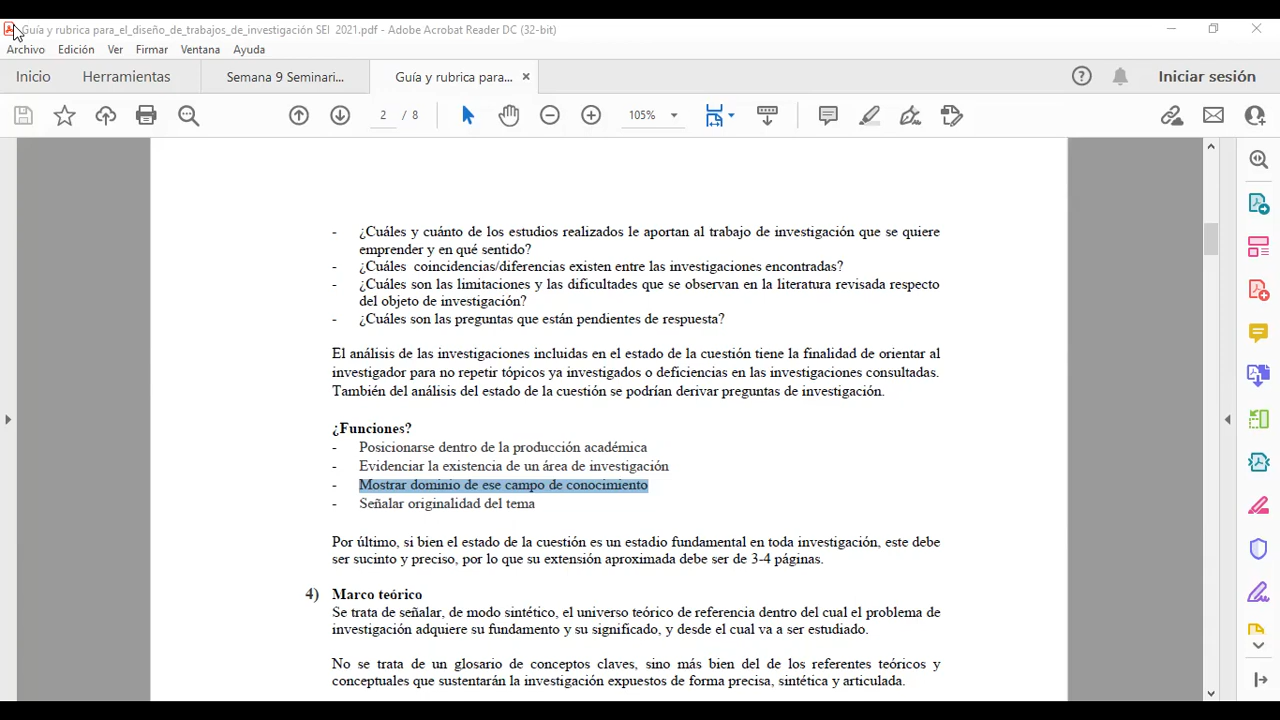 Guía y rubrica para_el_diseño_de_trabajos_de_investigación SEI 2021.pdf - Adobe Acrobat Reader DC (32-bit)
Archivo Edición Ver Firmar Ventana Ayuda
Inicio Herramientas Semana 9 Seminari... Guía y rubrica para... × Iniciar sesión
2 / 8 105%
- ¿Cuáles y cuánto de los estudios realizados le aportan al trabajo de investigación que se quiere
emprender y en qué sentido?
- ¿Cuáles coincidencias/diferencias existen entre las investigaciones encontradas?
- ¿Cuáles son las limitaciones y las dificultades que se observan en la literatura revisada respecto
del objeto de investigación?
- ¿Cuáles son las preguntas que están pendientes de respuesta?
El análisis de las investigaciones incluidas en el estado de la cuestión tiene la finalidad de orientar al
investigador para no repetir tópicos ya investigados o deficiencias en las investigaciones consultadas.
También del análisis del estado de la cuestión se podrían derivar preguntas de investigación.
¿Funciones?
- Posicionarse dentro de la producción académica
- Evidenciar la existencia de un área de investigación
- Mostrar dominio de ese campo de conocimiento
- Señalar originalidad del tema
Por último, si bien el estado de la cuestión es un estadio fundamental en toda investigación, este debe
ser sucinto y preciso, por lo que su extensión aproximada debe ser de 3-4 páginas.
4) Marco teórico
Se trata de señalar, de modo sintético, el universo teórico de referencia dentro del cual el problema de
investigación adquiere su fundamento y su significado, y desde el cual va a ser estudiado.
No se trata de un glosario de conceptos claves, sino más bien del de los referentes teóricos y
conceptuales que sustentarán la investigación expuestos de forma precisa, sintética y articulada.